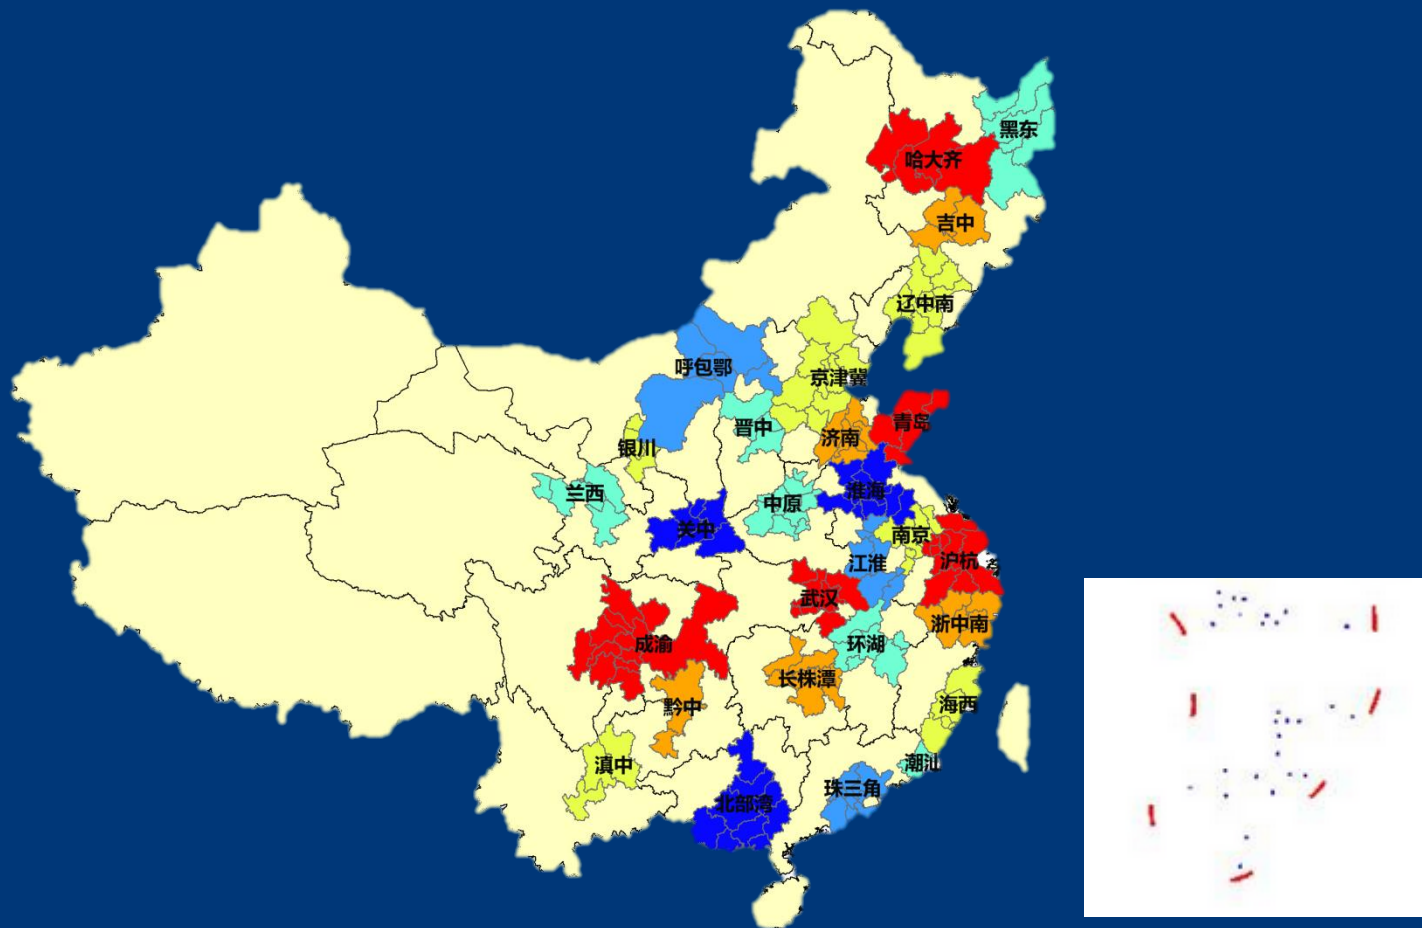 黑东
哈大齐
吉中
辽中南
呼包鄂
京津冀
青岛
晋中
济南
银川
兰西
淮海
中原
关中
南京
沪杭
江淮
武汉
浙中南
成渝
环湖
长株潭
黔中
海西
滇中
潮汕
珠三角
北部湾